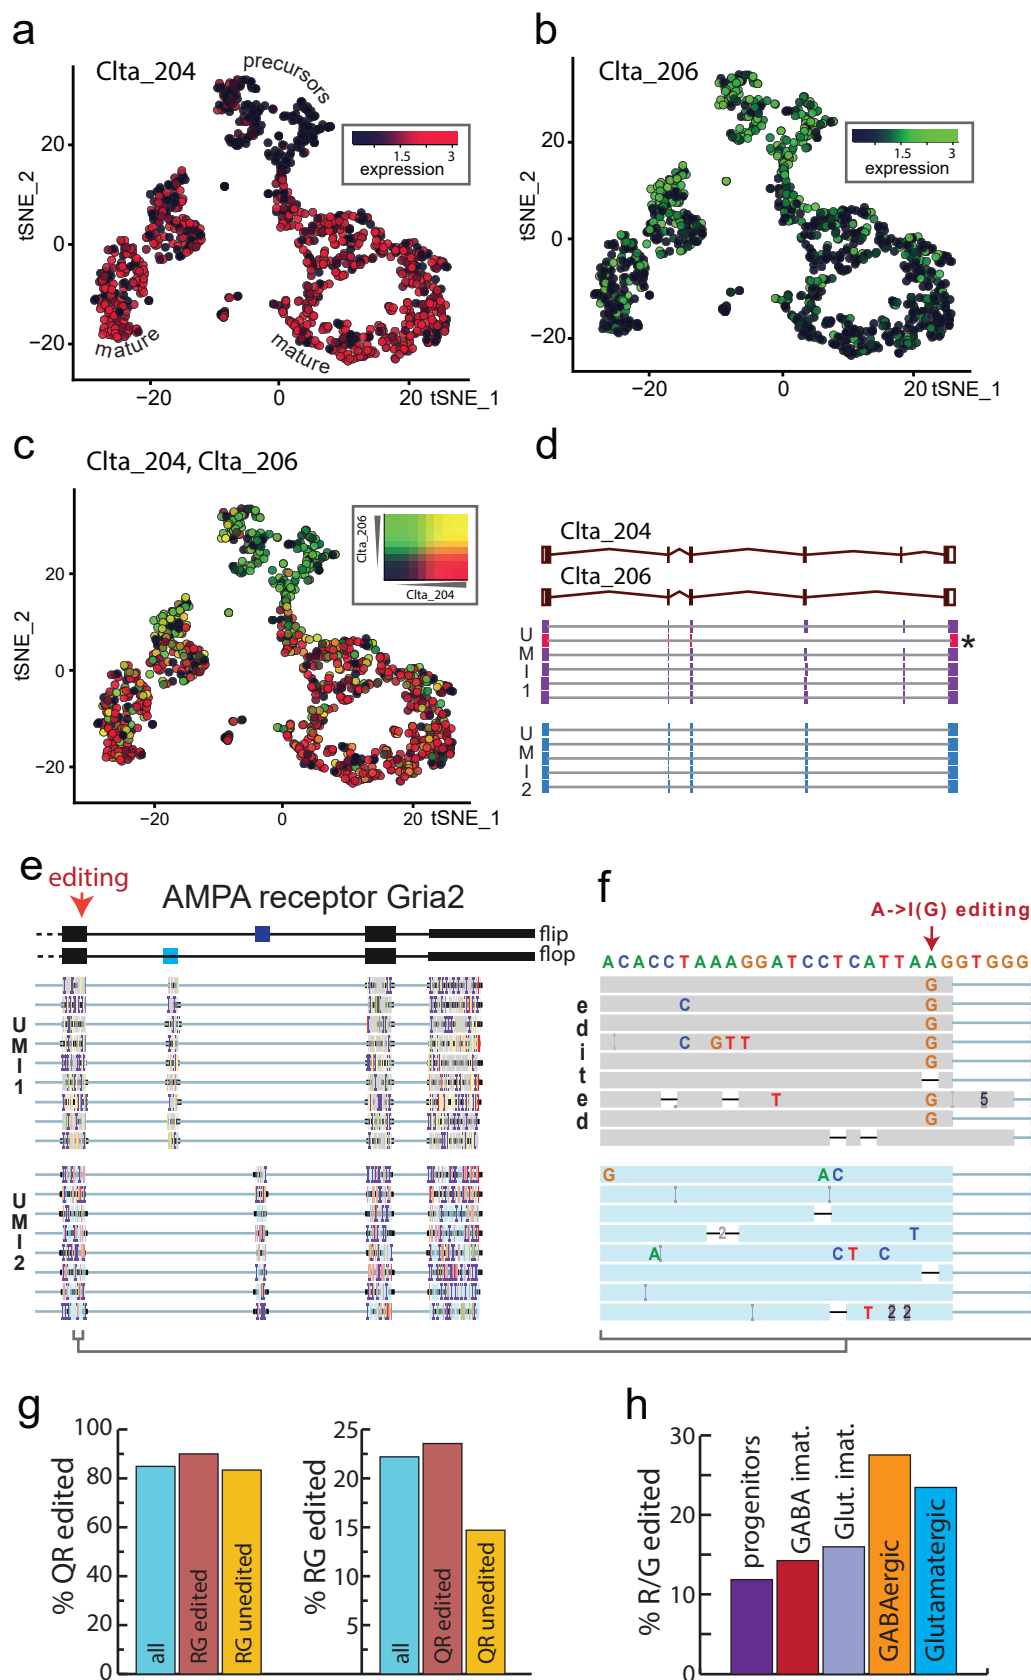 a
Clta_204
precursors
20
0
−20
tSNE_2
1.5 3
expression
mature
mature
−20 0 20 tSNE_1
b
Clta_206
20
0
−20
tSNE_2
1.5 3
expression
−20 0 20 tSNE_1
c
Clta_204, Clta_206
20
0
−20
tSNE_2
Clta_206
Clta_204
−20 0 20 tSNE_1
d
Clta_204
Clta_206
UMI1
*
UMI2
e
editing
AMPA receptor Gria2
flip
flop
UMI1
UMI2
f
A->I(G) editing
ACACCTAAAGGATCCTCATTAAGGTGGG
edited
G
C G
G
C GTT G
G
T G 5
G
G AC
2 T
A CT C
T 2 2
g
% QR edited
100
80
60
40
20
0
all
RG edited
RG unedited
% RG edited
25
20
15
10
5
all
QR edited
QR unedited
h
% R/G edited
30
20
10
0
progenitors
GABA imat.
Glut. imat.
GABAergic
Glutamatergic